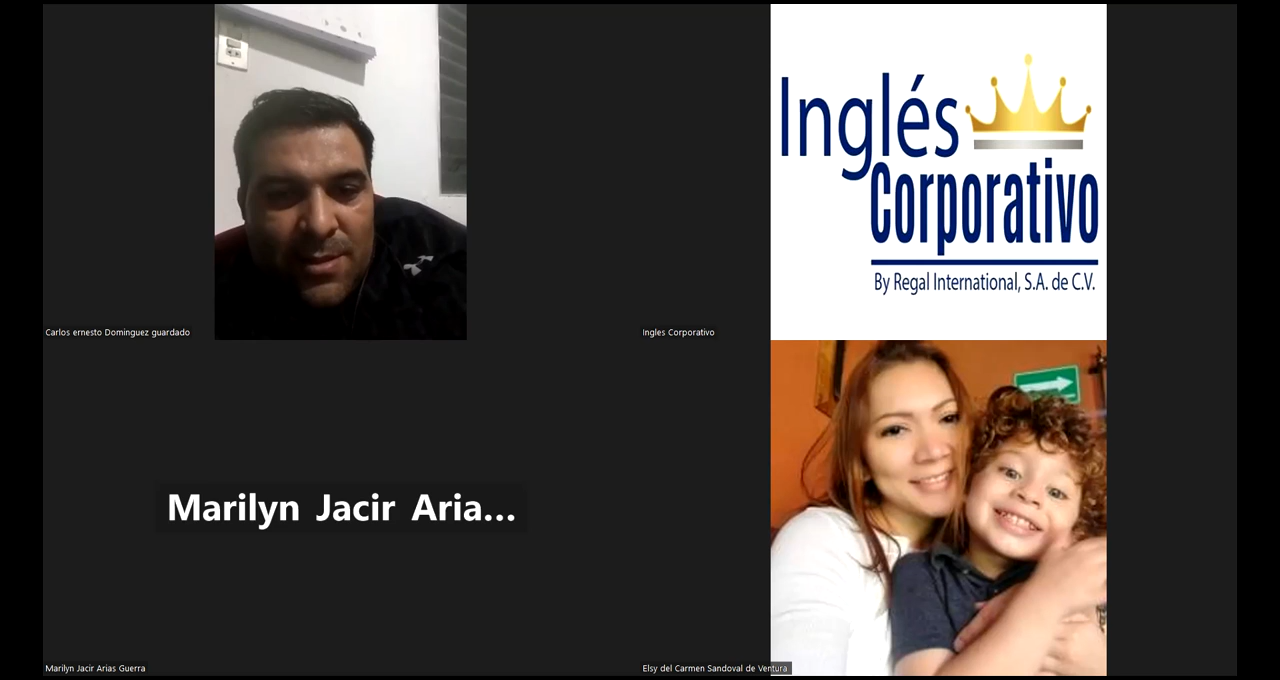 Inglés
Corporativo
By Regal International, S.A. de C.V.
Carlos ernesto Dominguez guardado
Ingles Corporativo
Marilyn Jacir Aria...
Marilyn Jacir Arias Guerra
Elsy del Carmen Sandoval de Ventura